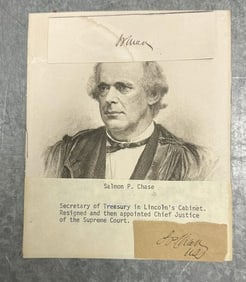 Salmon P. Chase
Secretary of Treasury in Lincoln's Cabinet.
Resigned and then appointed Chief Justice
of the Supreme Court.